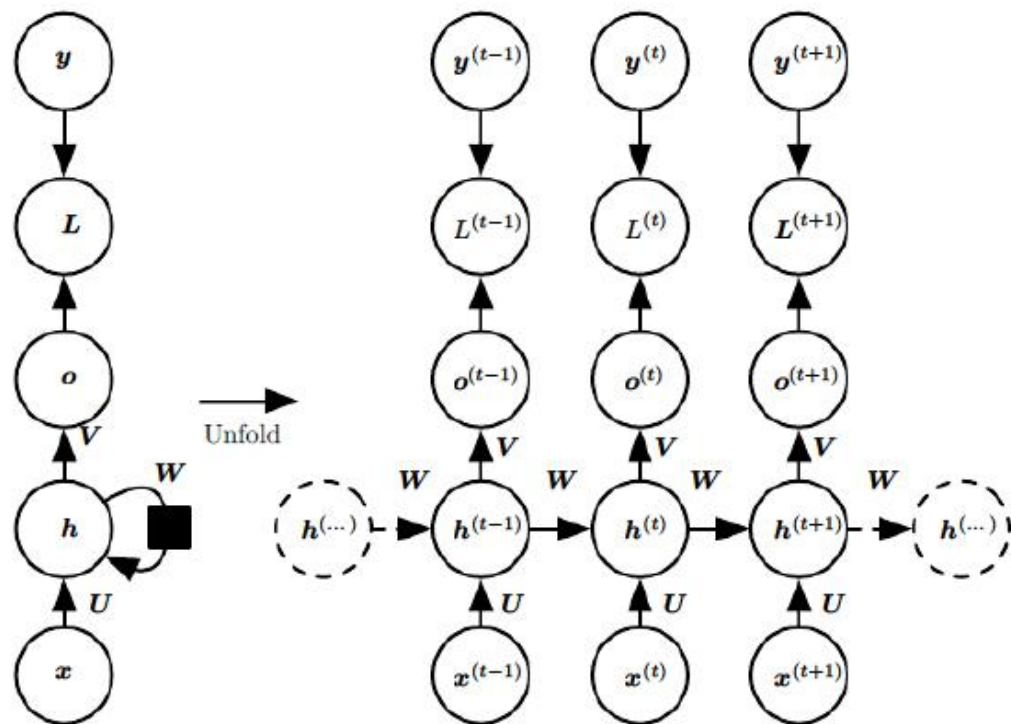 y y^(t−1) y^(t) y^(t+1)
L L^(t−1) L^(t) L^(t+1)
o o^(t−1) o^(t) o^(t+1)
Unfold
V V V V
W W W W W
h h^(...) h^(t−1) h^(t) h^(t+1) h^(...)
U U U U
x x^(t−1) x^(t) x^(t+1)